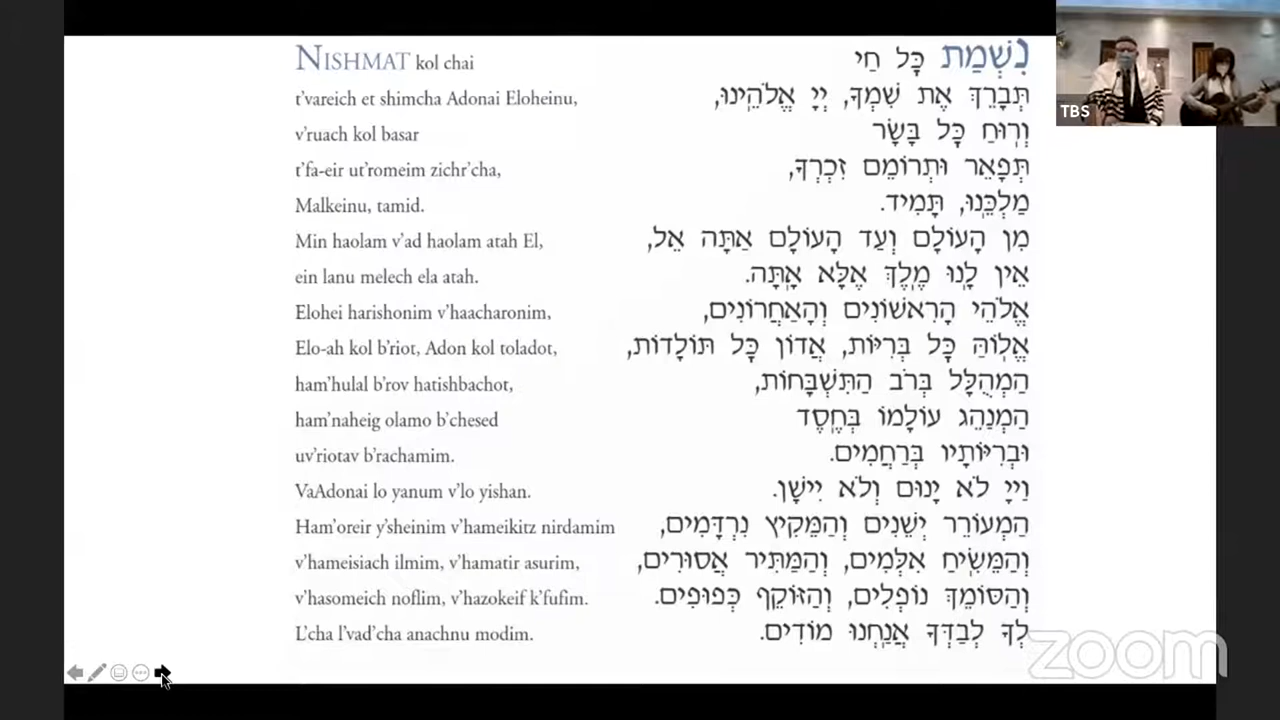 NISHMAT kol chai
t'vareich et shimcha Adonai Eloheinu,
v'ruach kol basar
t'fa-eir ut'romeim zichr'cha,
Malkeinu, tamid.
Min haolam v'ad haolam atah El,
ein lanu melech ela atah.
Elohei harishonim v'haacharonim,
Elo-ah kol b'riot, Adon kol toladot,
ham'hulal b'rov hatishbachot,
ham'naheig olamo b'chesed
uv'riotav b'rachamim.
VaAdonai lo yanum v'lo yishan.
Ham'oreir y'sheinim v'hameikitz nirdamim
v'hameisiach ilmim, v'hamatir asurim,
v'hasomeich noflim, v'hazokeif k'fufim.
L'cha l'vad'cha anachnu modim.
נִשְׁמַת כׇּל חַי
תְּבָרֵךְ אֶת שִׁמְךָ, יְיָ אֱלֹהֵֽינוּ,
וְרֽוּחַ כׇּל בָּשָׂר
תְּפָאֵר וּתְרוֹמֵם זִכְרְךָ,
מַלְכֵּֽנוּ, תָּמִיד.
מִן הָעוֹלָם וְעַד הָעוֹלָם אַתָּה אֵל,
אֵין לָֽנוּ מֶֽלֶךְ אֶלָּא אָֽתָּה.
אֱלֹהֵי הָרִאשׁוֹנִים וְהָאַחֲרוֹנִים,
אֱלֽוֹהַּ כׇּל בְּרִיּוֹת, אֲדוֹן כׇּל תּוֹלָדוֹת,
הַמְהֻלָּל בְּרֹב הַתִּשְׁבָּחוֹת,
הַמְנַהֵג עוֹלָמוֹ בְּחֶֽסֶד
וּבְרִיּוֹתָיו בְּרַחֲמִים.
וַייָ לֹא יָנוּם וְלֹא יִישָׁן.
הַמְעוֹרֵר יְשֵׁנִים וְהַמֵּקִיץ נִרְדָּמִים,
וְהַמֵּשִֽׂיחַ אִלְּמִים, וְהַמַּתִּיר אֲסוּרִים,
וְהַסּוֹמֵךְ נוֹפְלִים, וְהַזּוֹקֵף כְּפוּפִים.
לְךָ לְבַדְּךָ אֲנַֽחְנוּ מוֹדִים.
TBS
zoom